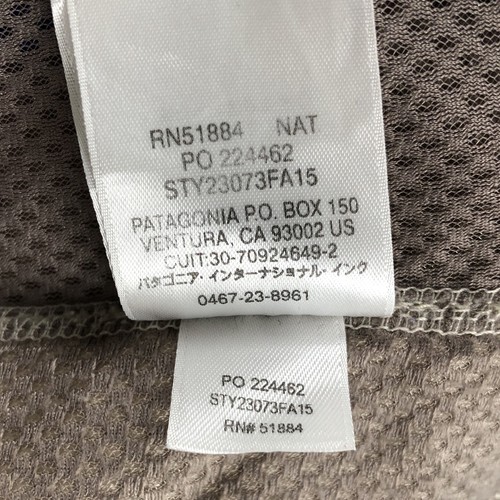 RN51884 NAT
PO 224462
STY23073FA15
PATAGONIA P.O. BOX 150
VENTURA, CA 93002 US
CUIT:30-70924649-2
パタゴニア・インターナショナル・インク
0467-23-8961
PO 224462
STY23073FA15
RN# 51884